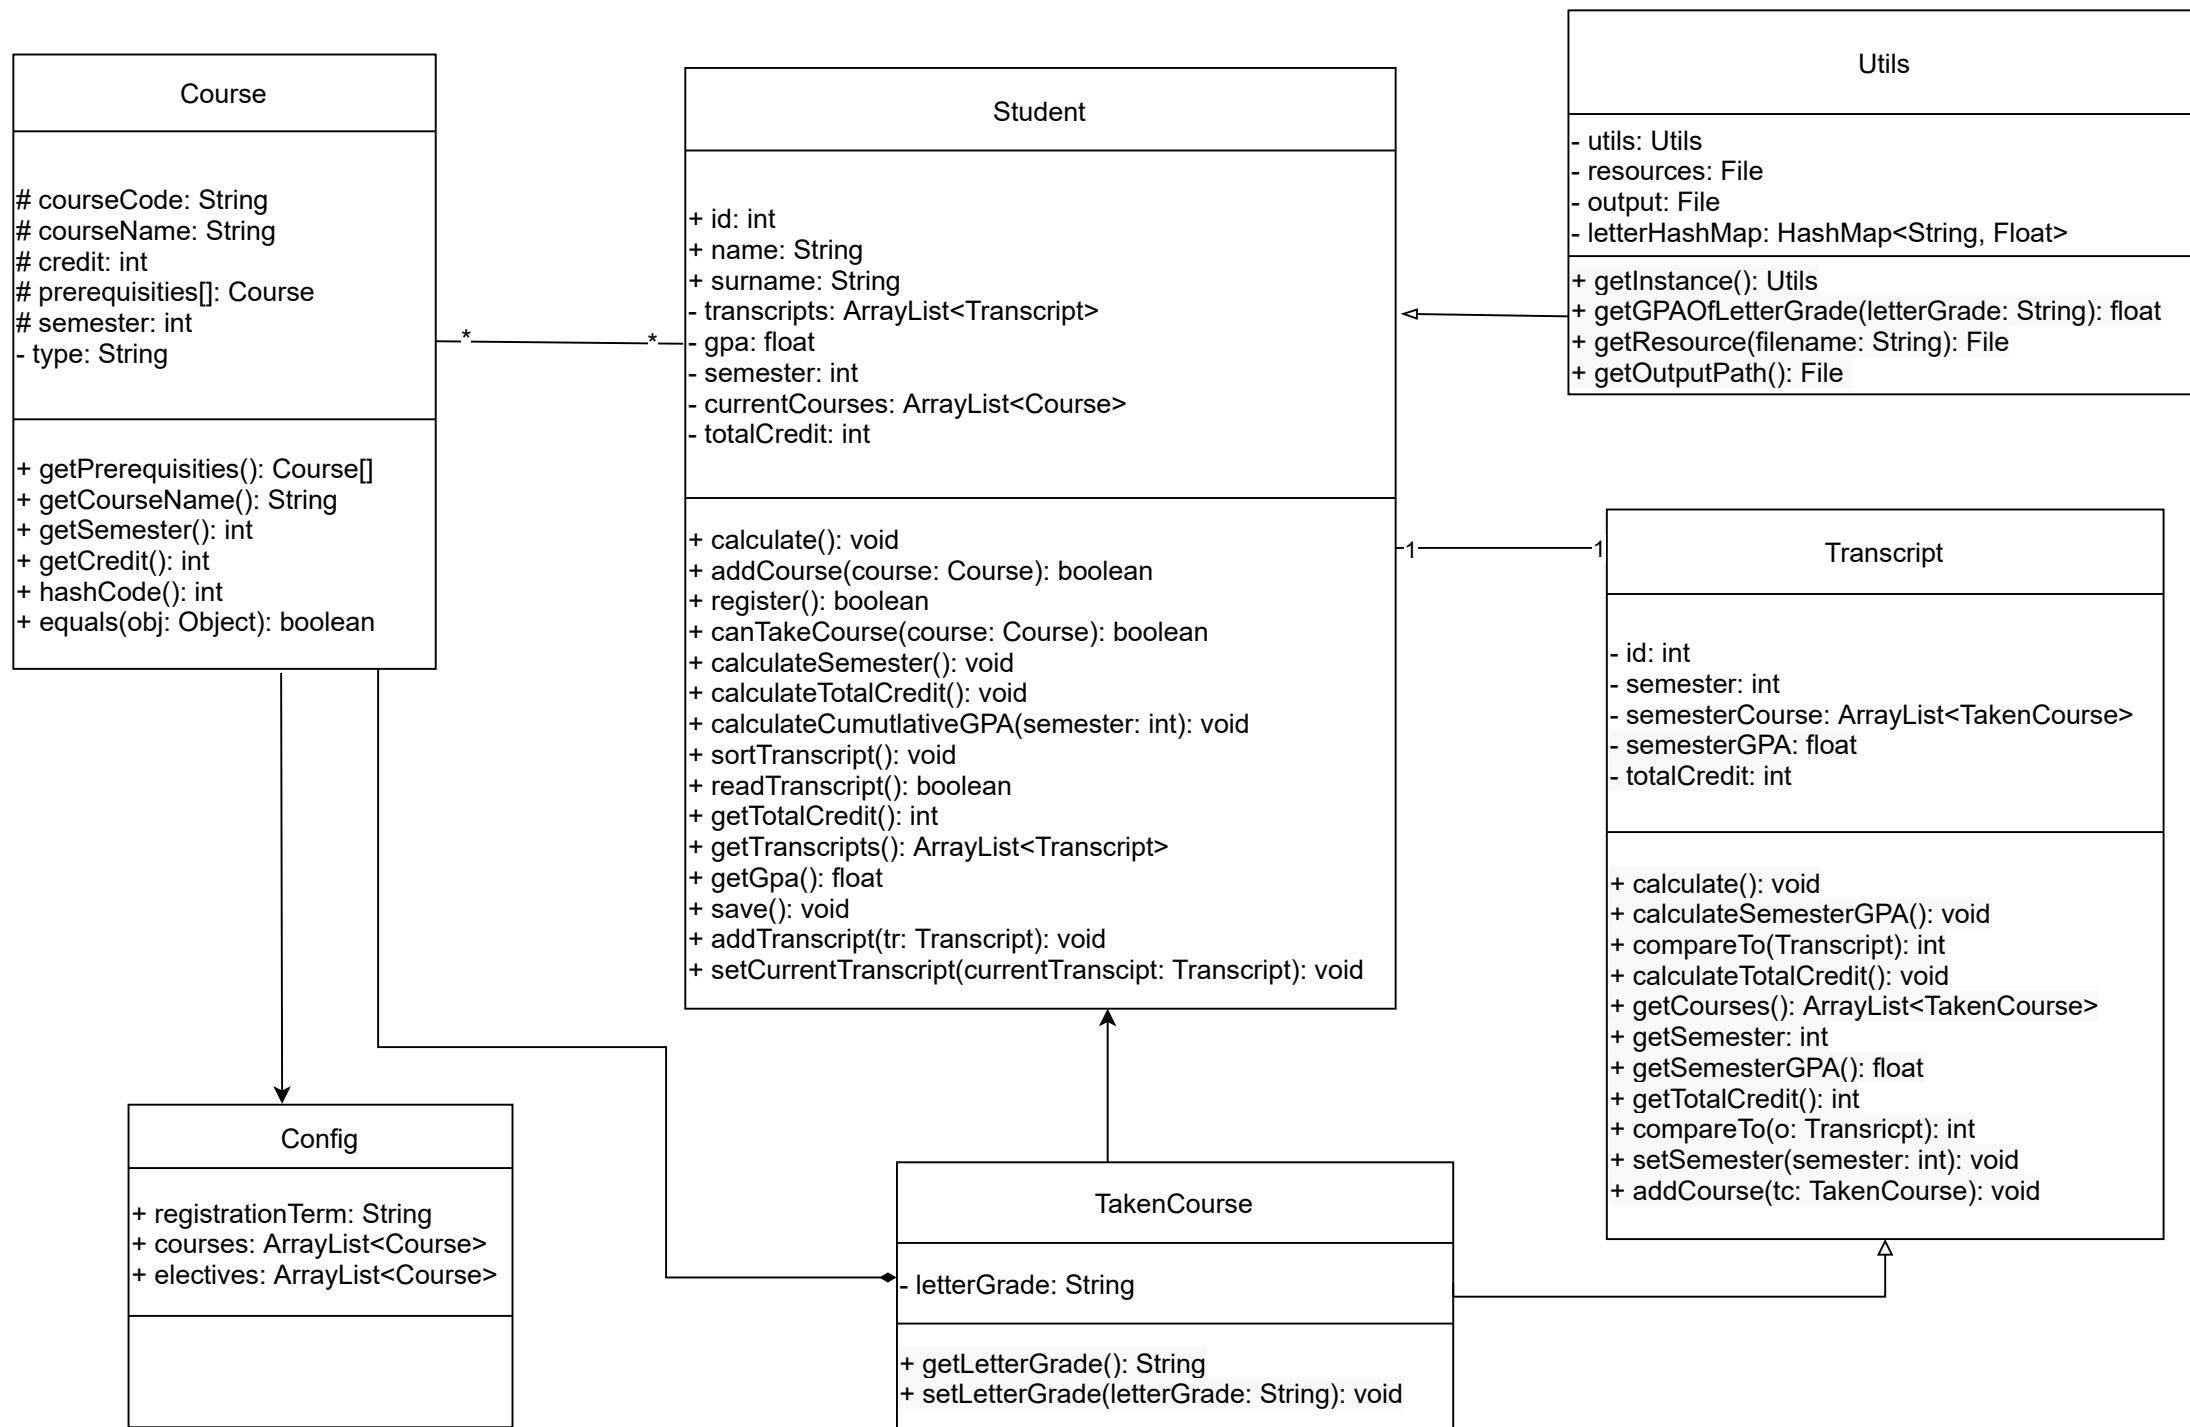 Course
# courseCode: String
# courseName: String
# credit: int
# prerequisities[]: Course
# semester: int
- type: String
+ getPrerequisities(): Course[]
+ getCourseName(): String
+ getSemester(): int
+ getCredit(): int
+ hashCode(): int
+ equals(obj: Object): boolean
*
*
Student
+ id: int
+ name: String
+ surname: String
- transcripts: ArrayList<Transcript>
- gpa: float
- semester: int
- currentCourses: ArrayList<Course>
- totalCredit: int
+ calculate(): void
+ addCourse(course: Course): boolean
+ register(): boolean
+ canTakeCourse(course: Course): boolean
+ calculateSemester(): void
+ calculateTotalCredit(): void
+ calculateCumutlativeGPA(semester: int): void
+ sortTranscript(): void
+ readTranscript(): boolean
+ getTotalCredit(): int
+ getTranscripts(): ArrayList<Transcript>
+ getGpa(): float
+ save(): void
+ addTranscript(tr: Transcript): void
+ setCurrentTranscript(currentTranscipt: Transcript): void
Utils
- utils: Utils
- resources: File
- output: File
- letterHashMap: HashMap<String, Float>
+ getInstance(): Utils
+ getGPAOfLetterGrade(letterGrade: String): float
+ getResource(filename: String): File
+ getOutputPath(): File
1
1
Transcript
- id: int
- semester: int
- semesterCourse: ArrayList<TakenCourse>
- semesterGPA: float
- totalCredit: int
+ calculate(): void
+ calculateSemesterGPA(): void
+ compareTo(Transcript): int
+ calculateTotalCredit(): void
+ getCourses(): ArrayList<TakenCourse>
+ getSemester: int
+ getSemesterGPA(): float
+ getTotalCredit(): int
+ compareTo(o: Transricpt): int
+ setSemester(semester: int): void
+ addCourse(tc: TakenCourse): void
Config
+ registrationTerm: String
+ courses: ArrayList<Course>
+ electives: ArrayList<Course>
TakenCourse
- letterGrade: String
+ getLetterGrade(): String
+ setLetterGrade(letterGrade: String): void